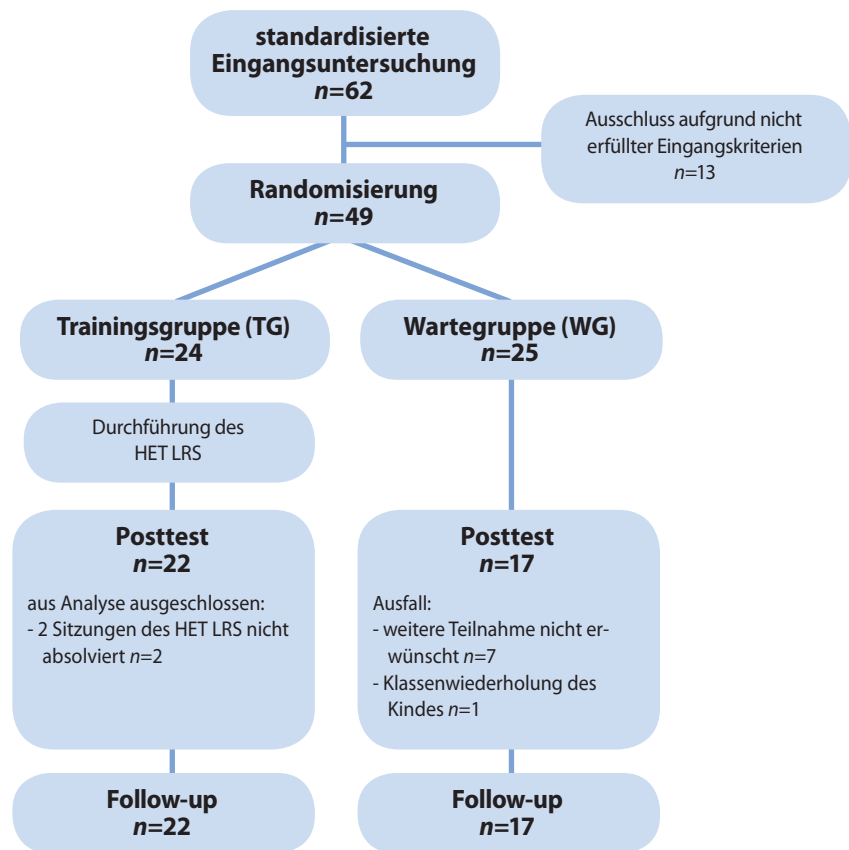 standardisierte
Eingangsuntersuchung
n=62
Ausschluss aufgrund nicht
erfüllter Eingangskriterien
n=13
Randomisierung
n=49
Trainingsgruppe (TG)
n=24
Wartegruppe (WG)
n=25
Durchführung des
HET LRS
Posttest
n=22
aus Analyse ausgeschlossen:
- 2 Sitzungen des HET LRS nicht
absolviert n=2
Posttest
n=17
Ausfall:
- weitere Teilnahme nicht er-
wünscht n=7
- Klassenwiederholung des
Kindes n=1
Follow-up
n=22
Follow-up
n=17